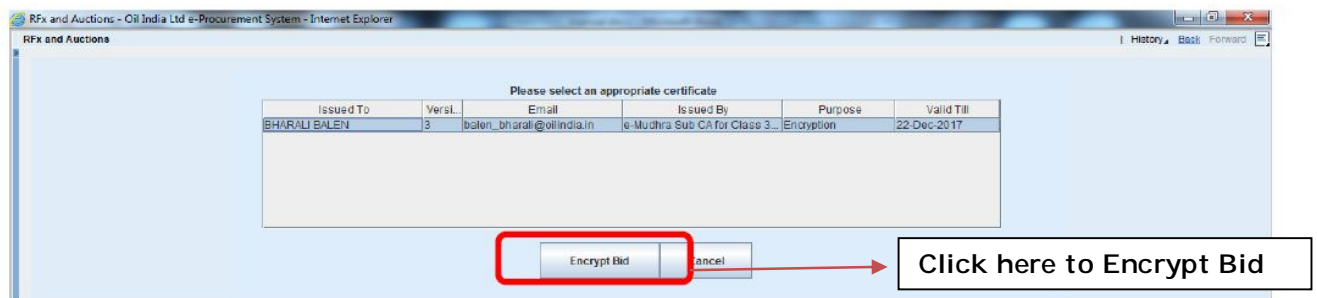 RFx and Auctions - Oil India Ltd e-Procurement System - Internet Explorer
RFx and Auctions | History Back Forward
Please select an appropriate certificate
Issued To Versi... Email Issued By Purpose Valid Till
BHARALI BALEN 3 balen_bharali@oilindia.in e-Mudhra Sub CA for Class 3... Encryption 22-Dec-2017
Encrypt Bid Cancel
Click here to Encrypt Bid